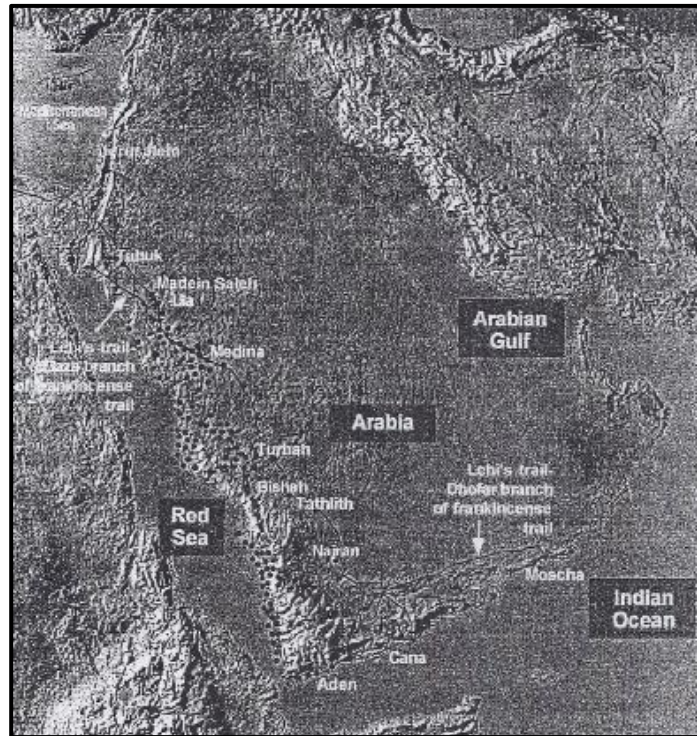 Mediterranean
Sea
Jerusalem
Tabuk
Madein Saleh
Ula
Lehi's trail-
Gaza branch
of frankincense
trail
Medina
Arabian
Gulf
Arabia
Turbah
Bishah
Tathlith
Lehi's trail-
Dhofar branch
of frankincense
trail
Red
Sea
Najran
Moscha
Indian
Ocean
Cana
Aden